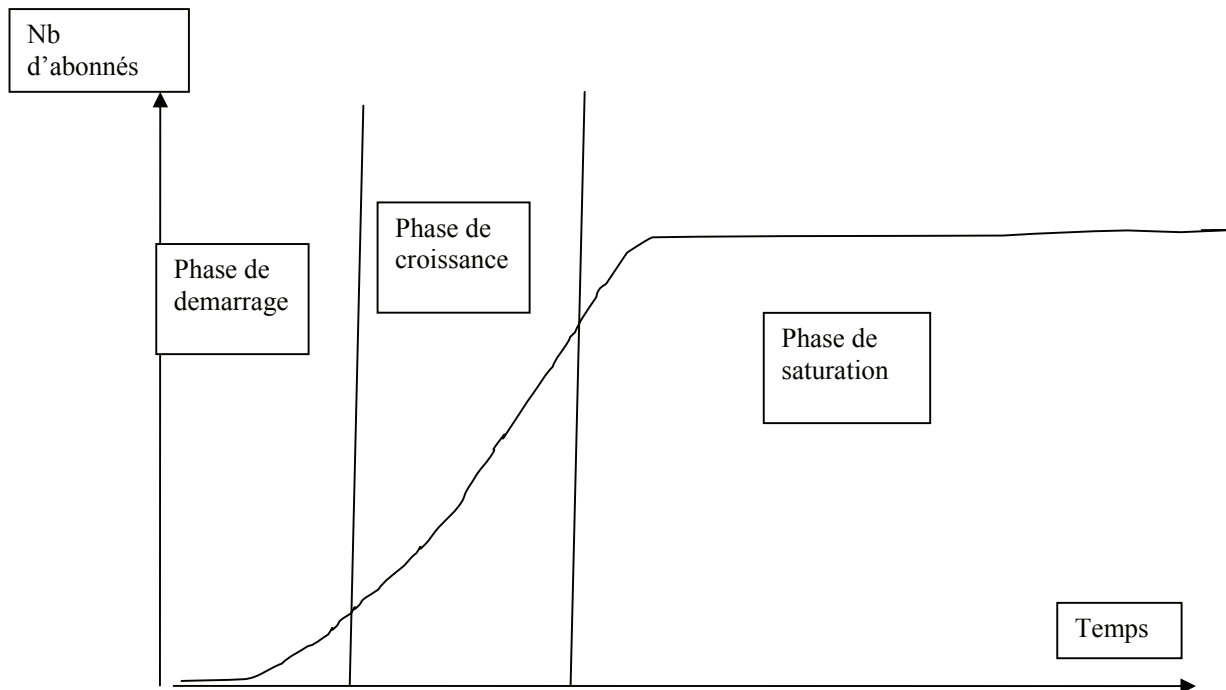 Nb
d’abonnés
Phase de
croissance
Phase de
demarrage
Phase de
saturation
Temps